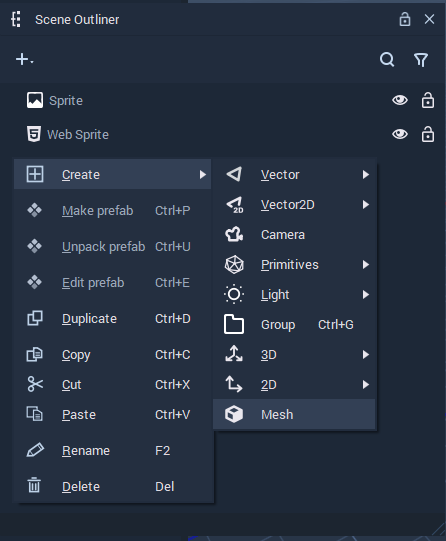 Scene Outliner
Sprite
Web Sprite
Create
Make prefab Ctrl+P
Unpack prefab Ctrl+U
Edit prefab Ctrl+E
Duplicate Ctrl+D
Copy Ctrl+C
Cut Ctrl+X
Paste Ctrl+V
Rename F2
Delete Del
Vector
Vector2D
2D
Camera
Primitives
Light
Group Ctrl+G
3D
2D
Mesh